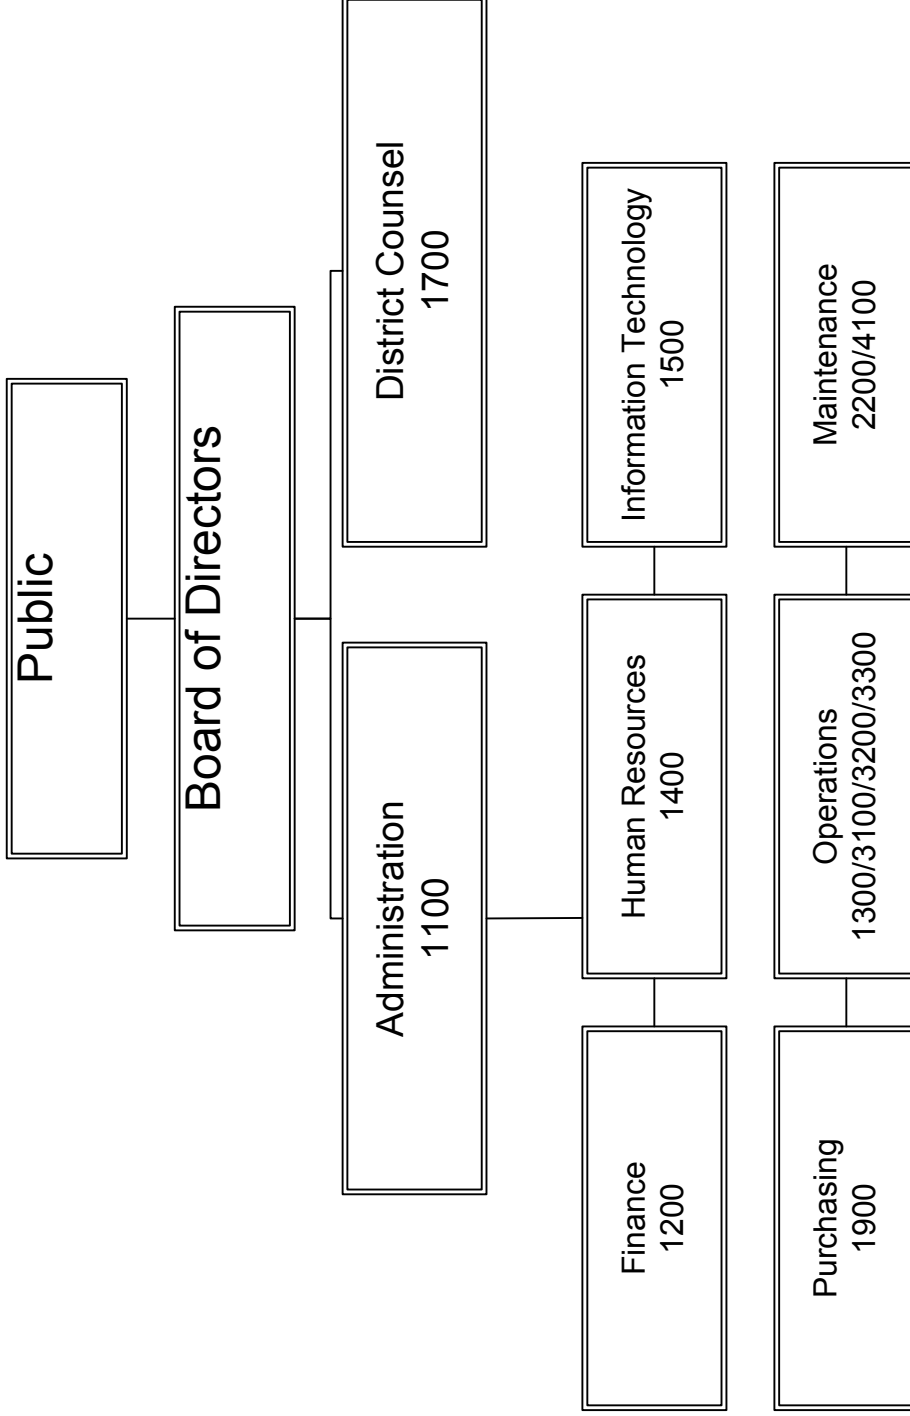 Public
Board of Directors
Administration
1100
District Counsel
1700
Finance
1200
Human Resources
1400
Information Technology
1500
Purchasing
1900
Operations
1300/3100/3200/3300
Maintenance
2200/4100